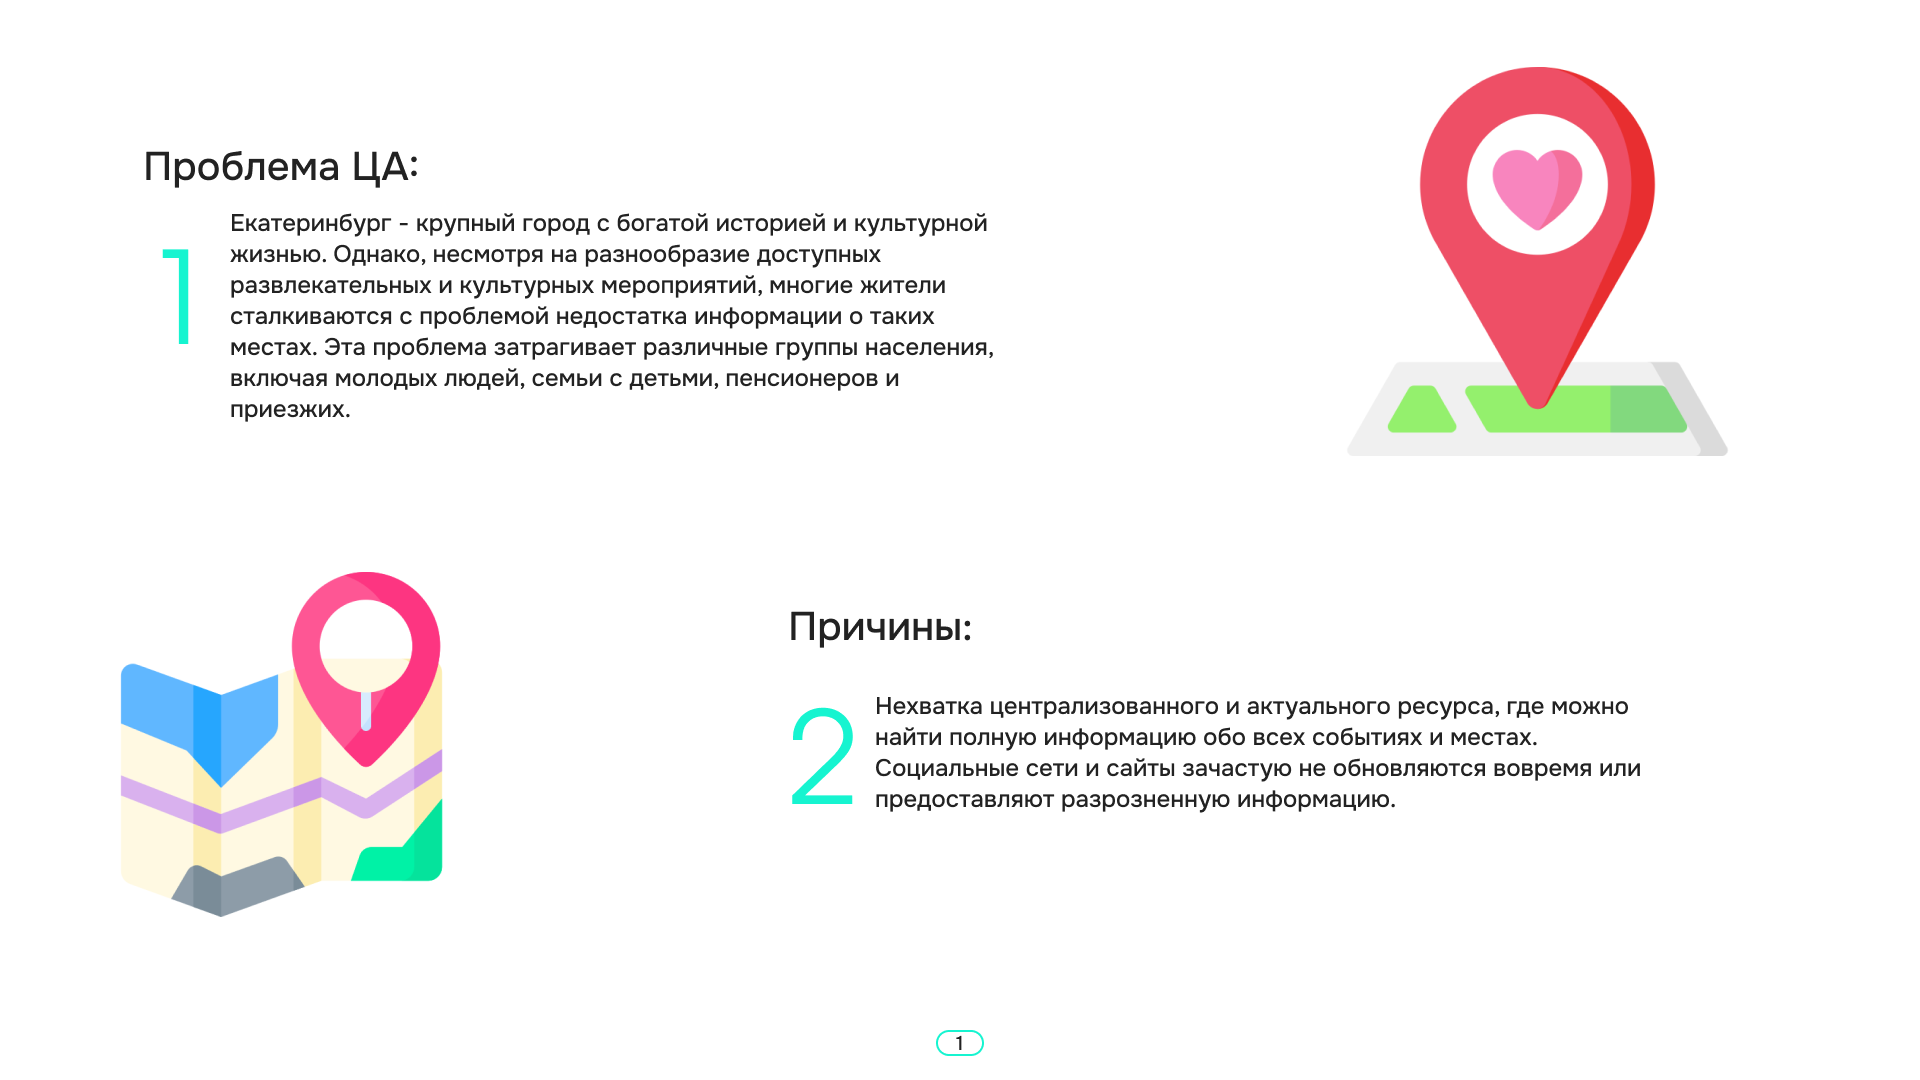 Проблема ЦА:
1
Екатеринбург - крупный город с богатой историей и культурной
жизнью. Однако, несмотря на разнообразие доступных
развлекательных и культурных мероприятий, многие жители
сталкиваются с проблемой недостатка информации о таких
местах. Эта проблема затрагивает различные группы населения,
включая молодых людей, семьи с детьми, пенсионеров и
приезжих.
Причины:
2
Нехватка централизованного и актуального ресурса, где можно
найти полную информацию обо всех событиях и местах.
Социальные сети и сайты зачастую не обновляются вовремя или
предоставляют разрозненную информацию.
1